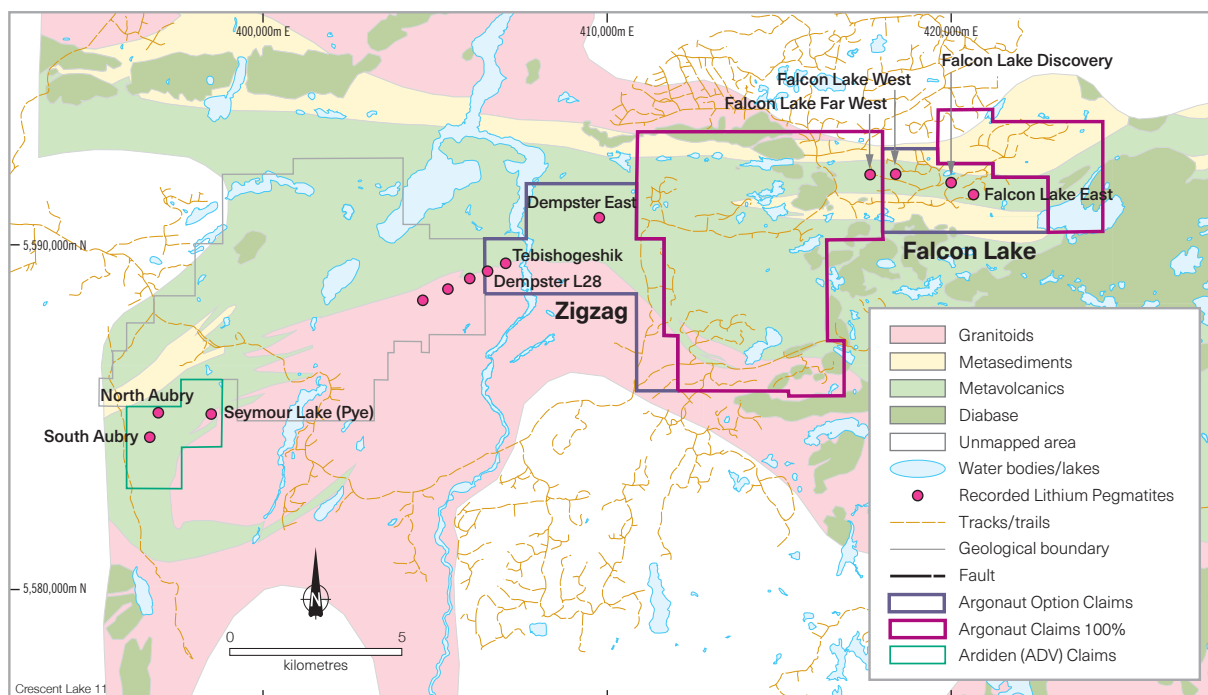 400,000m E
410,000m E
420,000m E
Falcon Lake Discovery
Falcon Lake West
Falcon Lake Far West
Falcon Lake East
Dempster East
5,590,000m N
Falcon Lake
Tebishogeshik
Dempster L28
Zigzag
North Aubry
Seymour Lake (Pye)
South Aubry
5,580,000m N
N
0
5
kilometres
Granitoids
Metasediments
Metavolcanics
Diabase
Unmapped area
Water bodies/lakes
Recorded Lithium Pegmatites
Tracks/trails
Geological boundary
Fault
Argonaut Option Claims
Argonaut Claims 100%
Ardiden (ADV) Claims
Crescent Lake 11